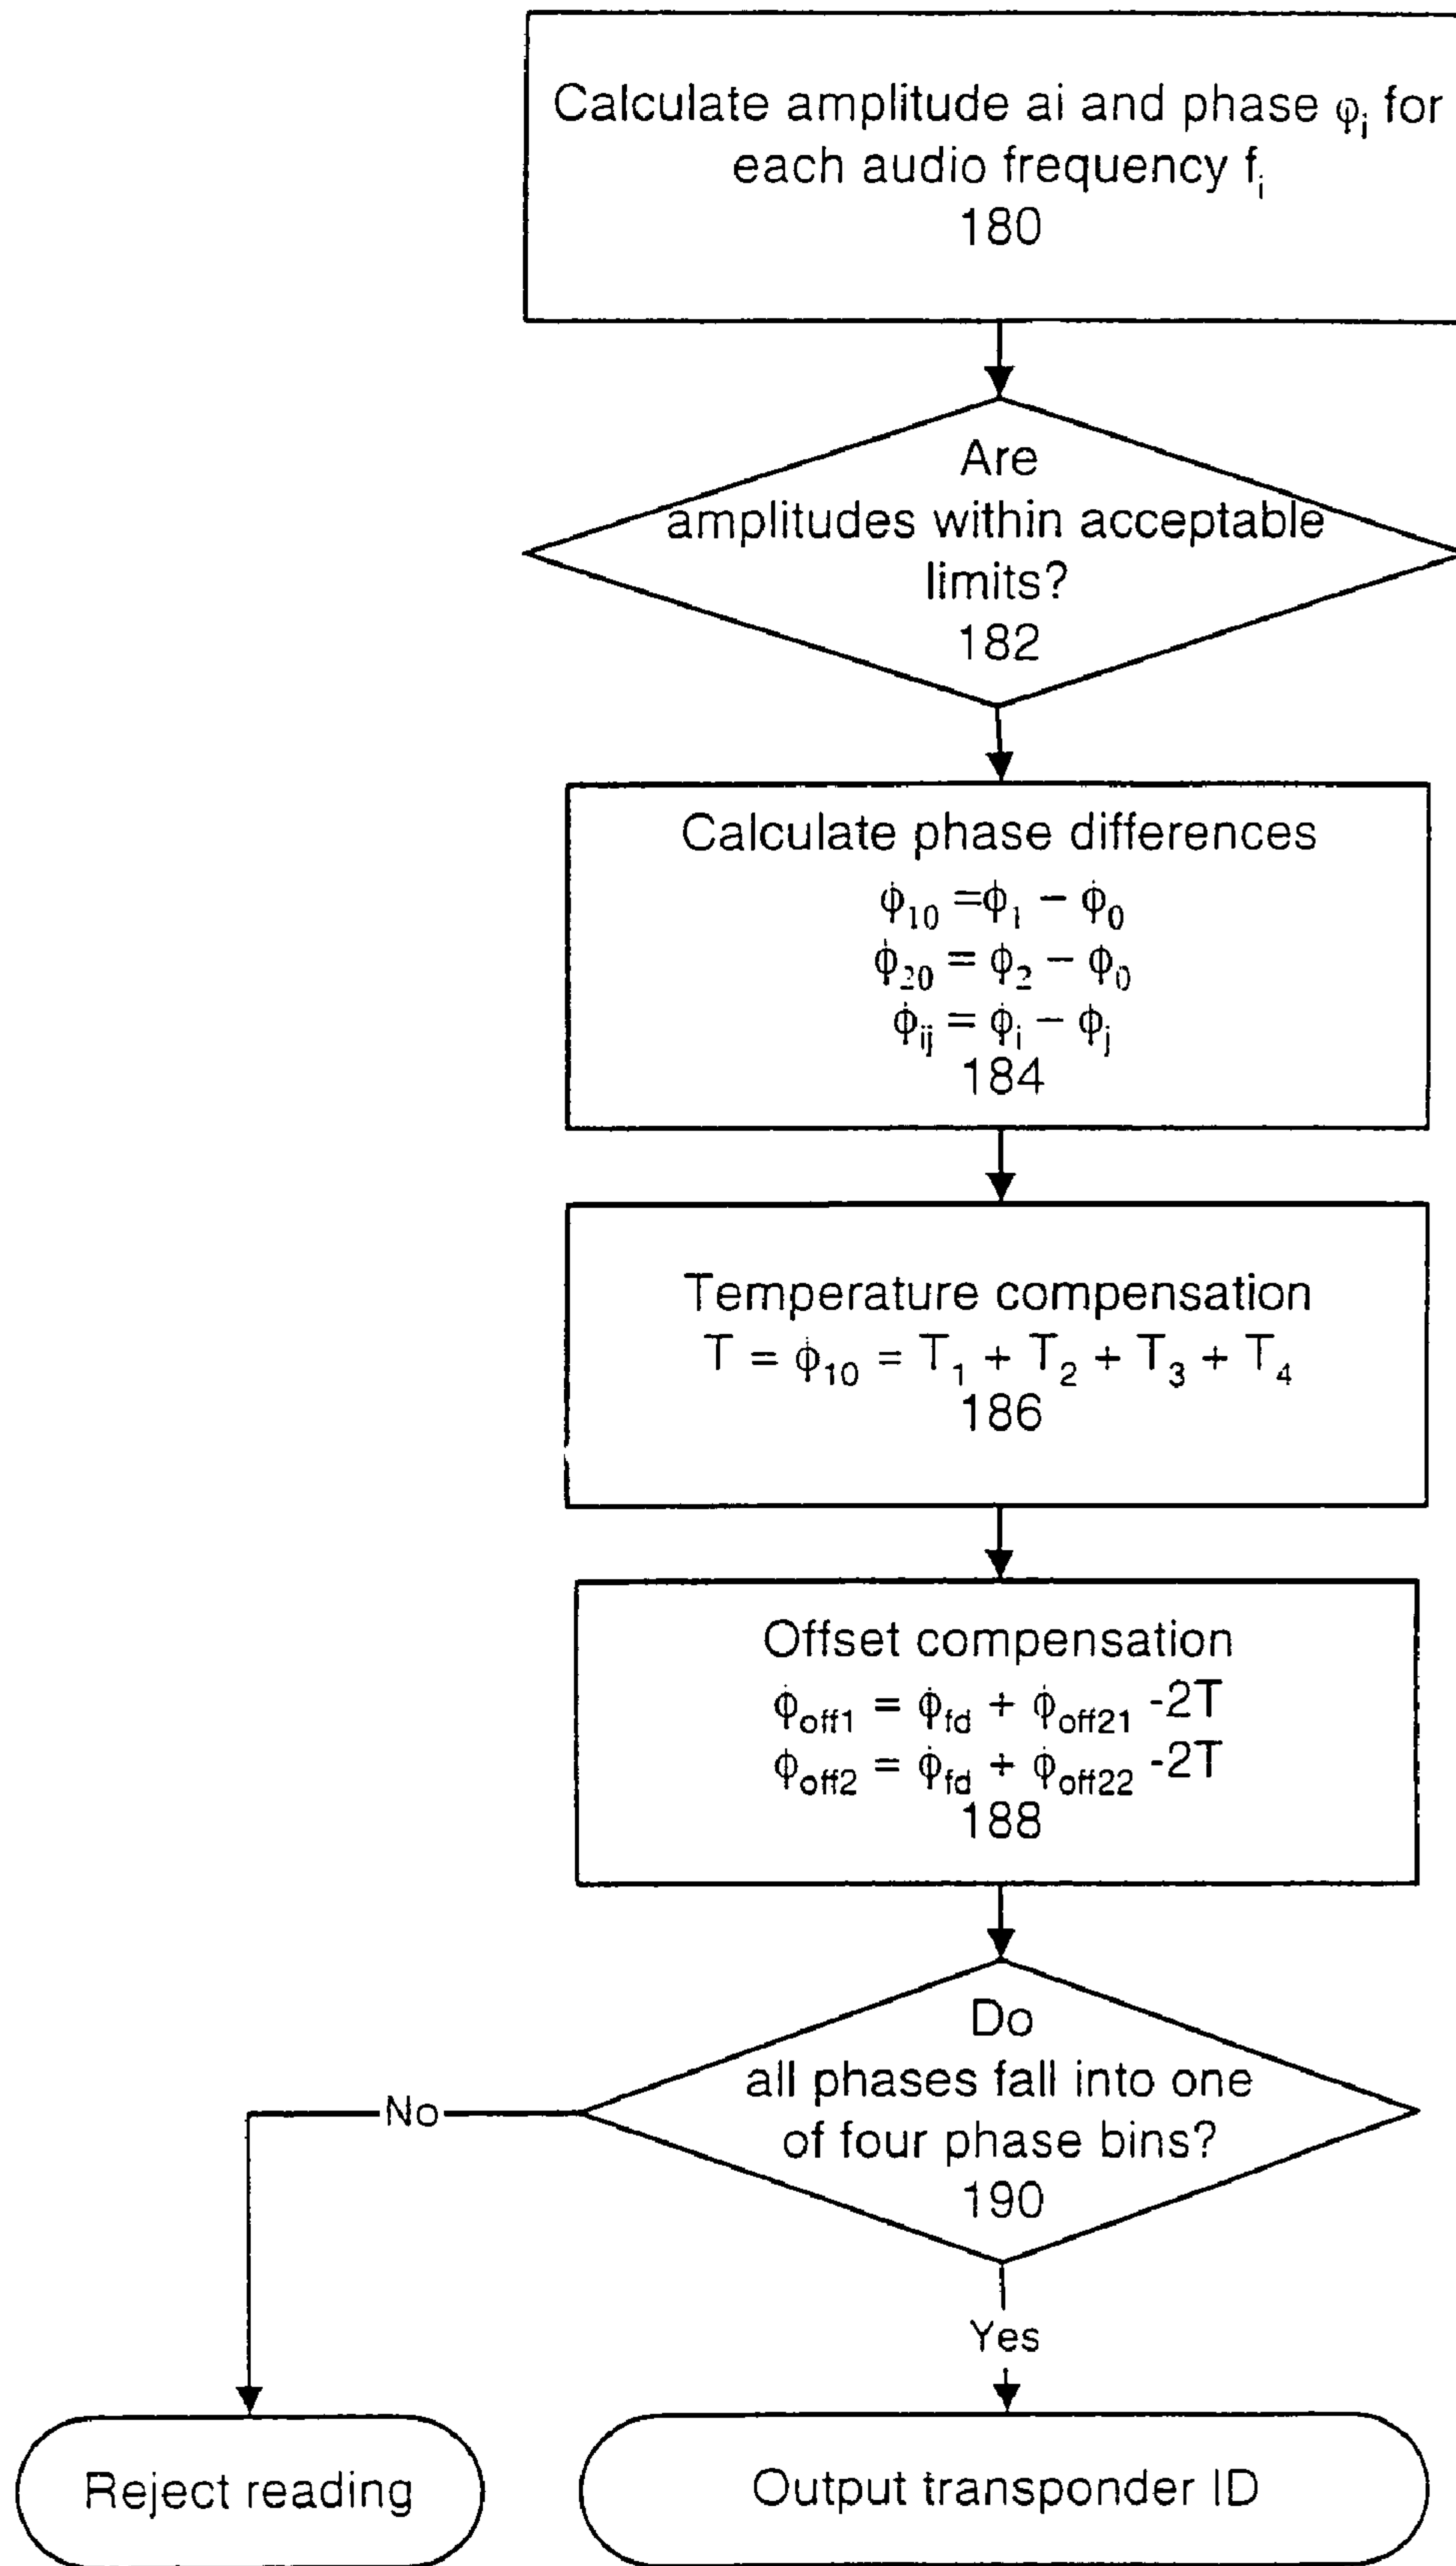 Calculate amplitude ai and phase φᵢ for
each audio frequency fᵢ
180
Are
amplitudes within acceptable
limits?
182
Calculate phase differences
ϕ₁₀ =ϕ₁ − ϕ₀
ϕ₂₀ = ϕ₂ − ϕ₀
ϕᵢⱼ = ϕᵢ − ϕⱼ
184
Temperature compensation
T = ϕ₁₀ = T₁ + T₂ + T₃ + T₄
186
Offset compensation
ϕoff1 = ϕfd + ϕoff21 -2T
ϕoff2 = ϕfd + ϕoff22 -2T
188
Do
all phases fall into one
of four phase bins?
190
No
Yes
Reject reading
Output transponder ID